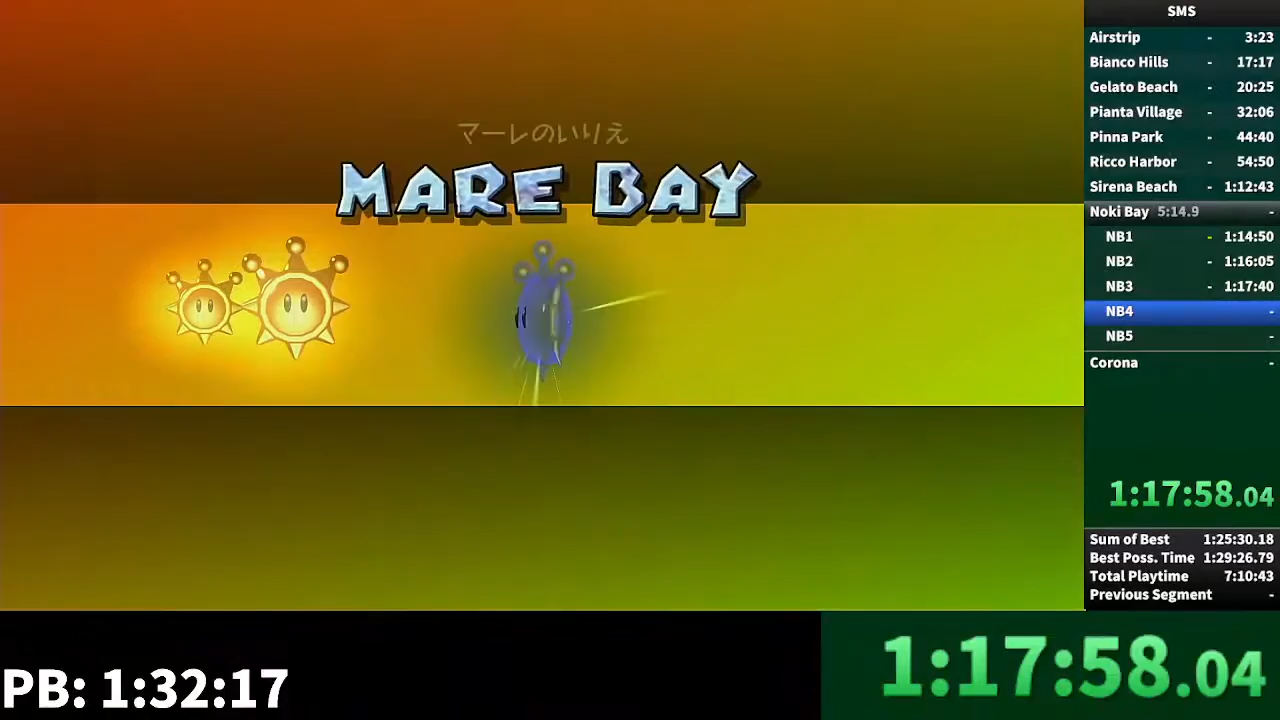 マーレのいりえ
MARE BAY
SMS
Airstrip - 3:23
Bianco Hills - 17:17
Gelato Beach - 20:25
Pianta Village - 32:06
Pinna Park - 44:40
Ricco Harbor - 54:50
Sirena Beach - 1:12:43
Noki Bay 5:14.9 -
NB1 - 1:14:50
NB2 - 1:16:05
NB3 - 1:17:40
NB4 -
NB5 -
Corona -
1:17:58.04
Sum of Best 1:25:30.18
Best Poss. Time 1:29:26.79
Total Playtime 7:10:43
Previous Segment -
PB: 1:32:17
1:17:58.04